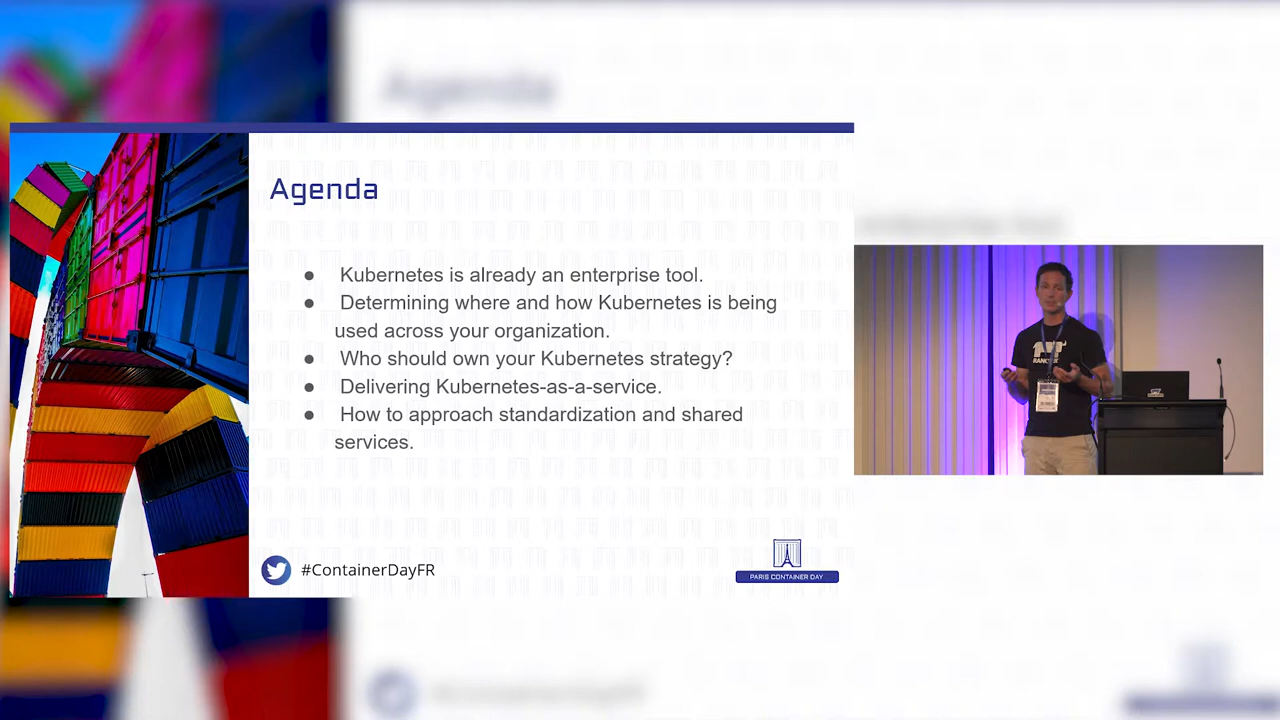 Agenda
● Kubernetes is already an enterprise tool.
● Determining where and how Kubernetes is being
used across your organization.
● Who should own your Kubernetes strategy?
● Delivering Kubernetes-as-a-service.
● How to approach standardization and shared
services.
#ContainerDayFR
PARIS CONTAINER DAY